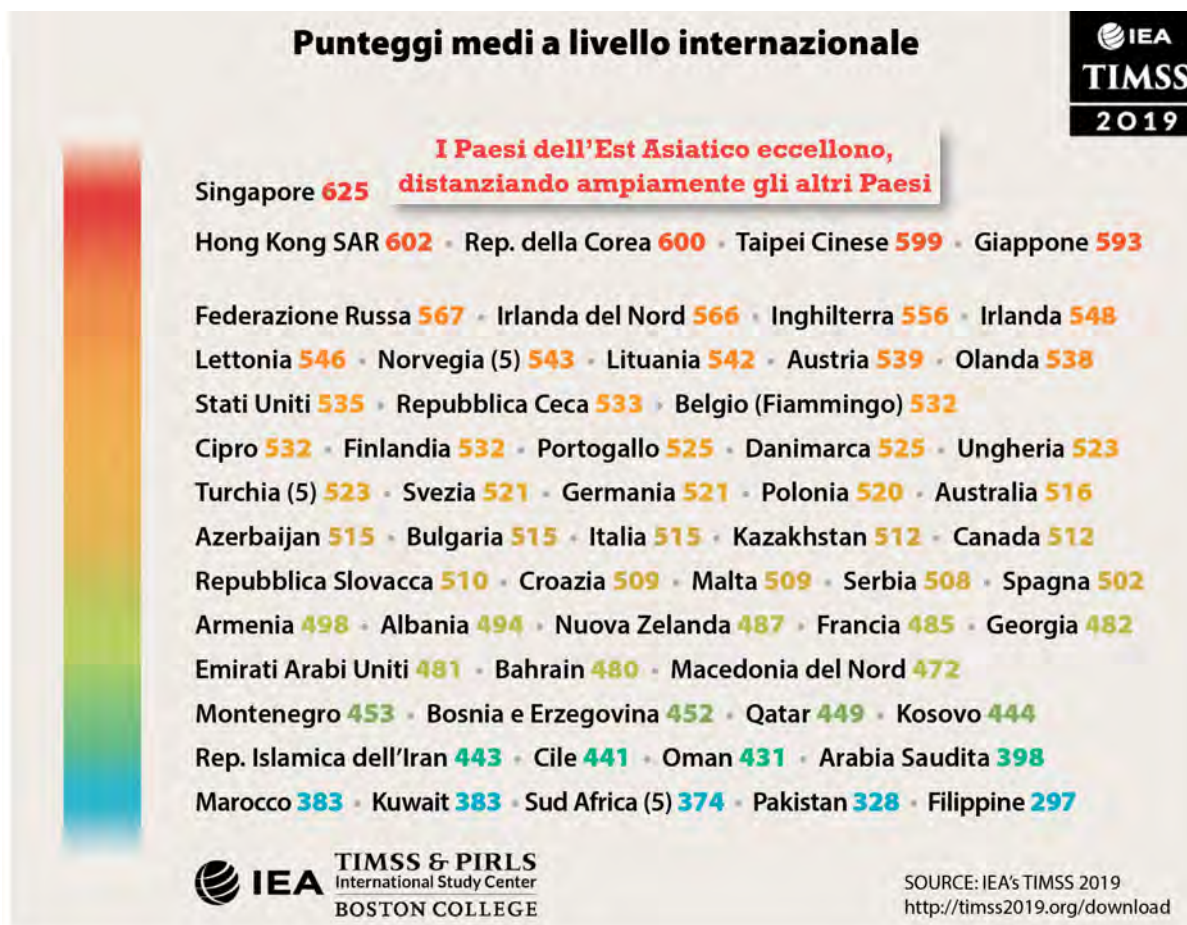 Punteggi medi a livello internazionale
IEA
TIMSS
2019
I Paesi dell'Est Asiatico eccellono,
distanziando ampiamente gli altri Paesi
Singapore 625
Hong Kong SAR 602 • Rep. della Corea 600 • Taipei Cinese 599 • Giappone 593
Federazione Russa 567 • Irlanda del Nord 566 • Inghilterra 556 • Irlanda 548
Lettonia 546 • Norvegia (5) 543 • Lituania 542 • Austria 539 • Olanda 538
Stati Uniti 535 • Repubblica Ceca 533 • Belgio (Fiammingo) 532
Cipro 532 • Finlandia 532 • Portogallo 525 • Danimarca 525 • Ungheria 523
Turchia (5) 523 • Svezia 521 • Germania 521 • Polonia 520 • Australia 516
Azerbaijan 515 • Bulgaria 515 • Italia 515 • Kazakhstan 512 • Canada 512
Repubblica Slovacca 510 • Croazia 509 • Malta 509 • Serbia 508 • Spagna 502
Armenia 498 • Albania 494 • Nuova Zelanda 487 • Francia 485 • Georgia 482
Emirati Arabi Uniti 481 • Bahrain 480 • Macedonia del Nord 472
Montenegro 453 • Bosnia e Erzegovina 452 • Qatar 449 • Kosovo 444
Rep. Islamica dell'Iran 443 • Cile 441 • Oman 431 • Arabia Saudita 398
Marocco 383 • Kuwait 383 • Sud Africa (5) 374 • Pakistan 328 • Filippine 297
IEA
TIMSS & PIRLS
International Study Center
BOSTON COLLEGE
SOURCE: IEA's TIMSS 2019
http://timss2019.org/download